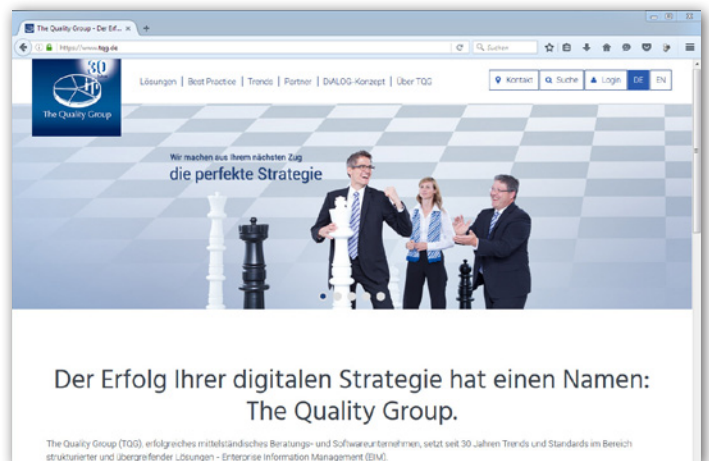 The Quality Group - Der Erf...
https://www.tqg.de
Suchen
30
The Quality Group
Lösungen | Best Practice | Trends | Partner | DiALOG-Konzept | Über TQG
Kontakt
Suche
Login
DE
EN
Wir machen aus Ihrem nächsten Zug
die perfekte Strategie
Der Erfolg Ihrer digitalen Strategie hat einen Namen:
The Quality Group.
The Quality Group (TQG), erfolgreiches mittelständisches Beratungs- und Softwareunternehmen, setzt seit 30 Jahren Trends und Standards im Bereich
strukturierter und übergreifender Lösungen - Enterprise Information Management (EIM).